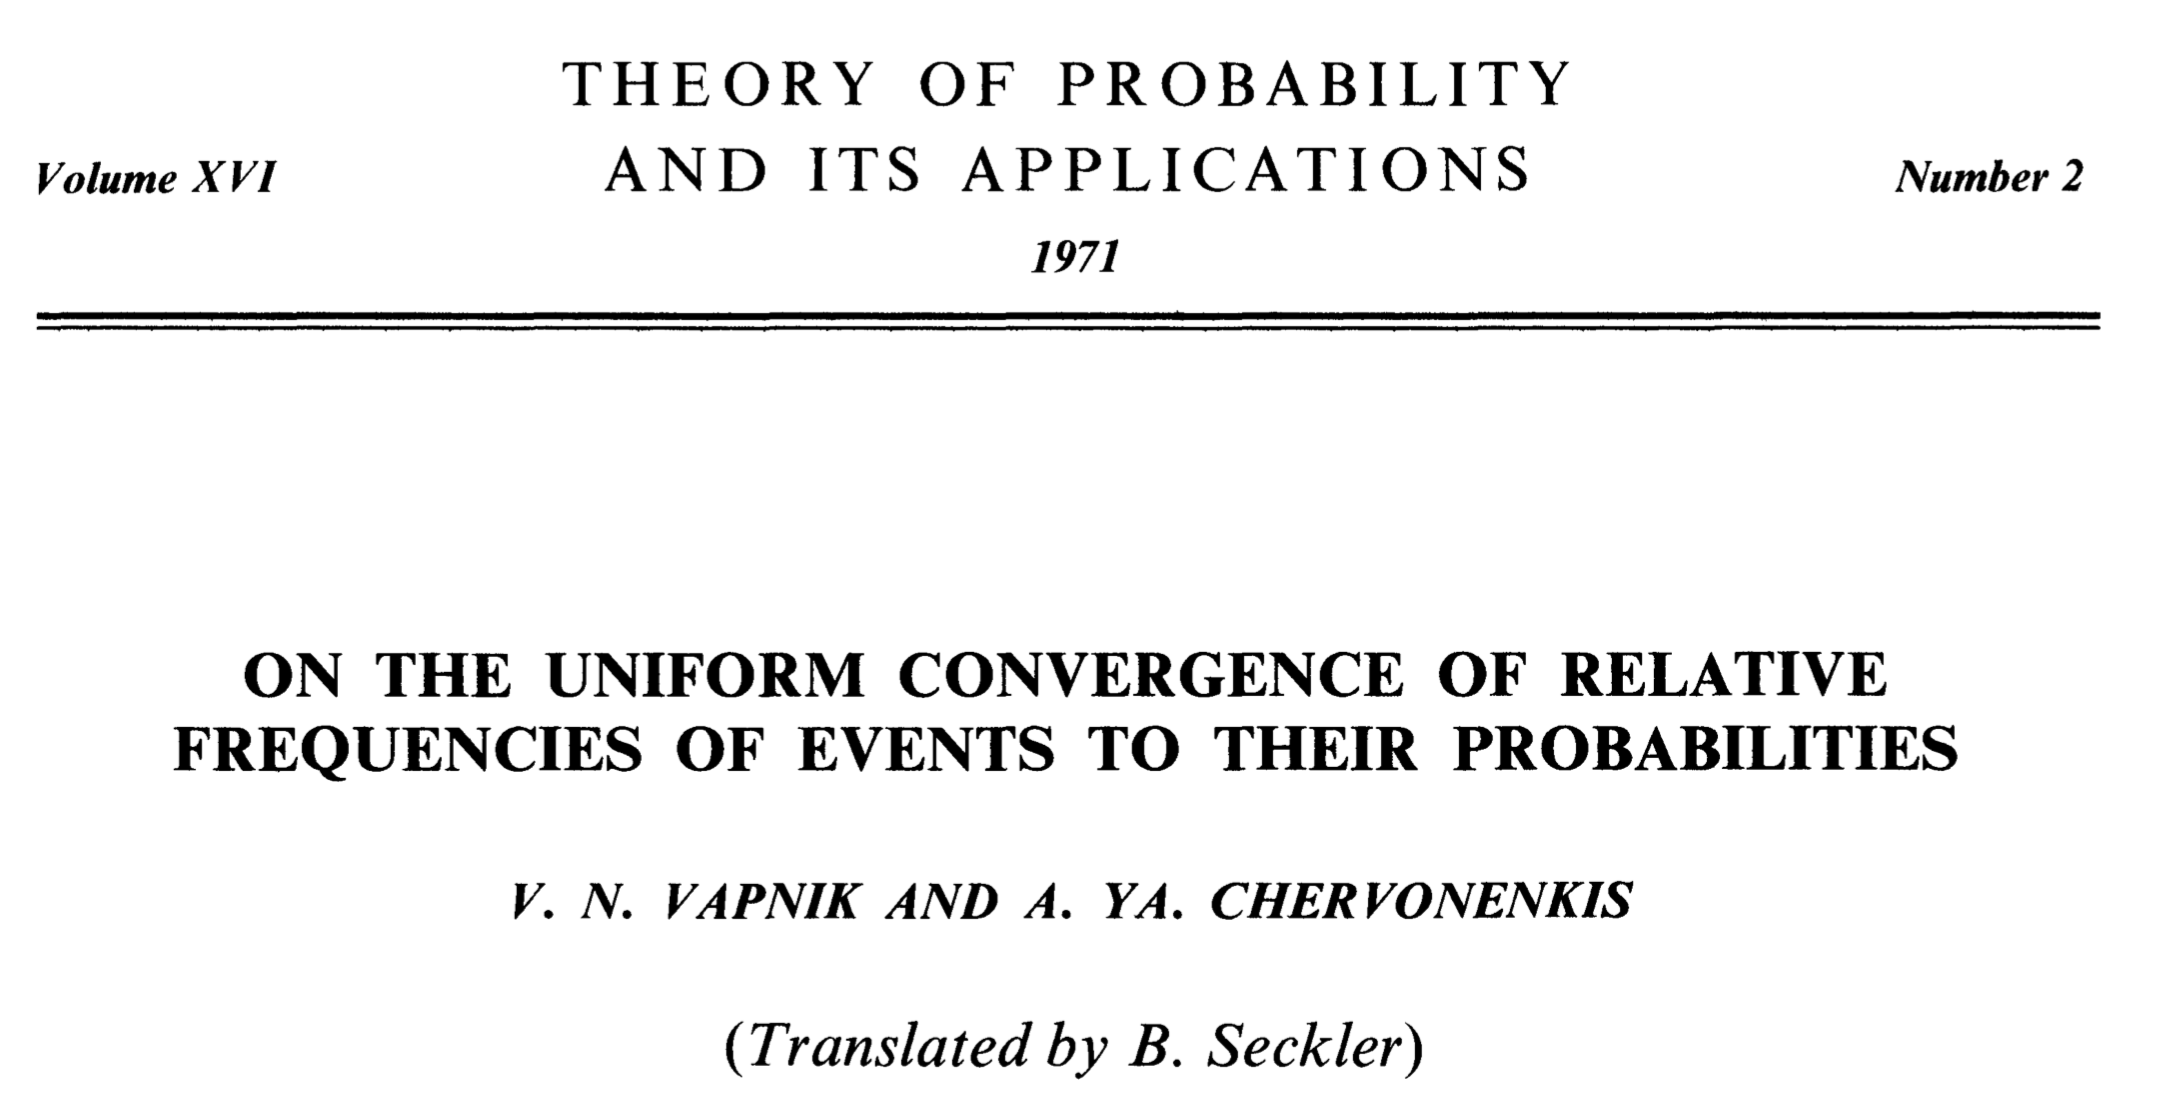 THEORY OF PROBABILITY
AND ITS APPLICATIONS
Volume XVI
Number 2
1971
ON THE UNIFORM CONVERGENCE OF RELATIVE
FREQUENCIES OF EVENTS TO THEIR PROBABILITIES
V. N. VAPNIK AND A. YA. CHERVONENKIS
(Translated by B. Seckler)